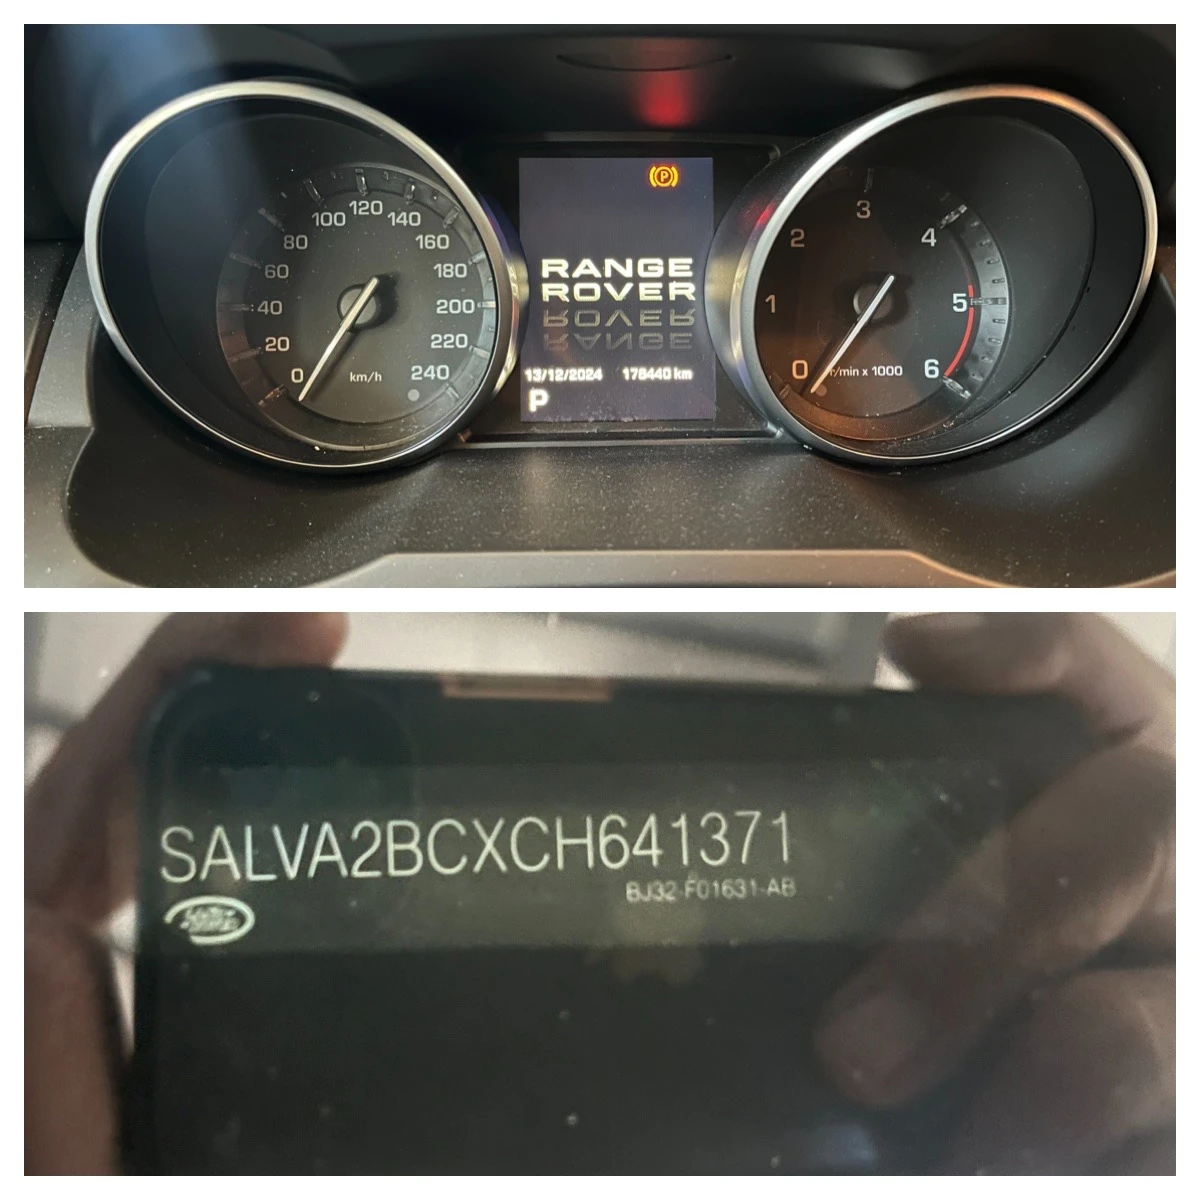 0 20 40 60 80 100 120 140 160 180 200 220 240
km/h
P
RANGE
ROVER
13/12/2024 178440 km
P
0 1 2 3 4 5 6
r/min x 1000
SALVA2BCXCH641371
BJ32-F01631-AB